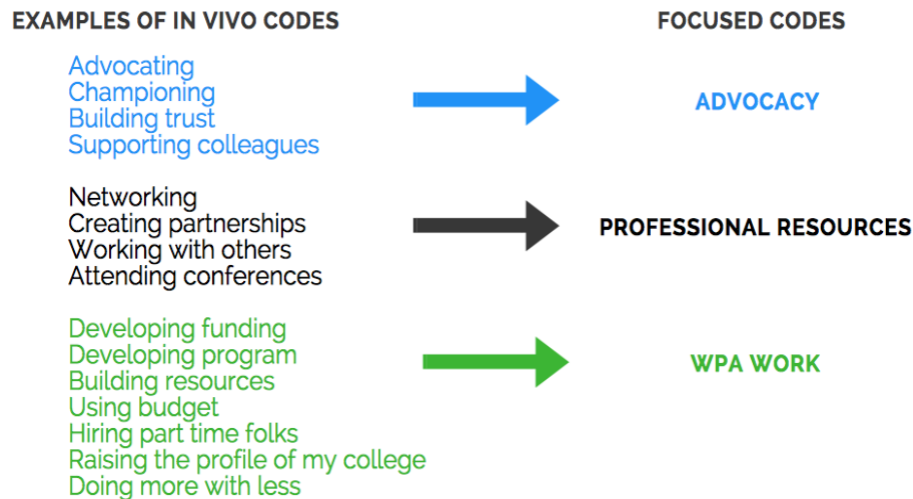 EXAMPLES OF IN VIVO CODES
FOCUSED CODES
Advocating
Championing
Building trust
Supporting colleagues
ADVOCACY
Networking
Creating partnerships
Working with others
Attending conferences
PROFESSIONAL RESOURCES
Developing funding
Developing program
Building resources
Using budget
Hiring part time folks
Raising the profile of my college
Doing more with less
WPA WORK